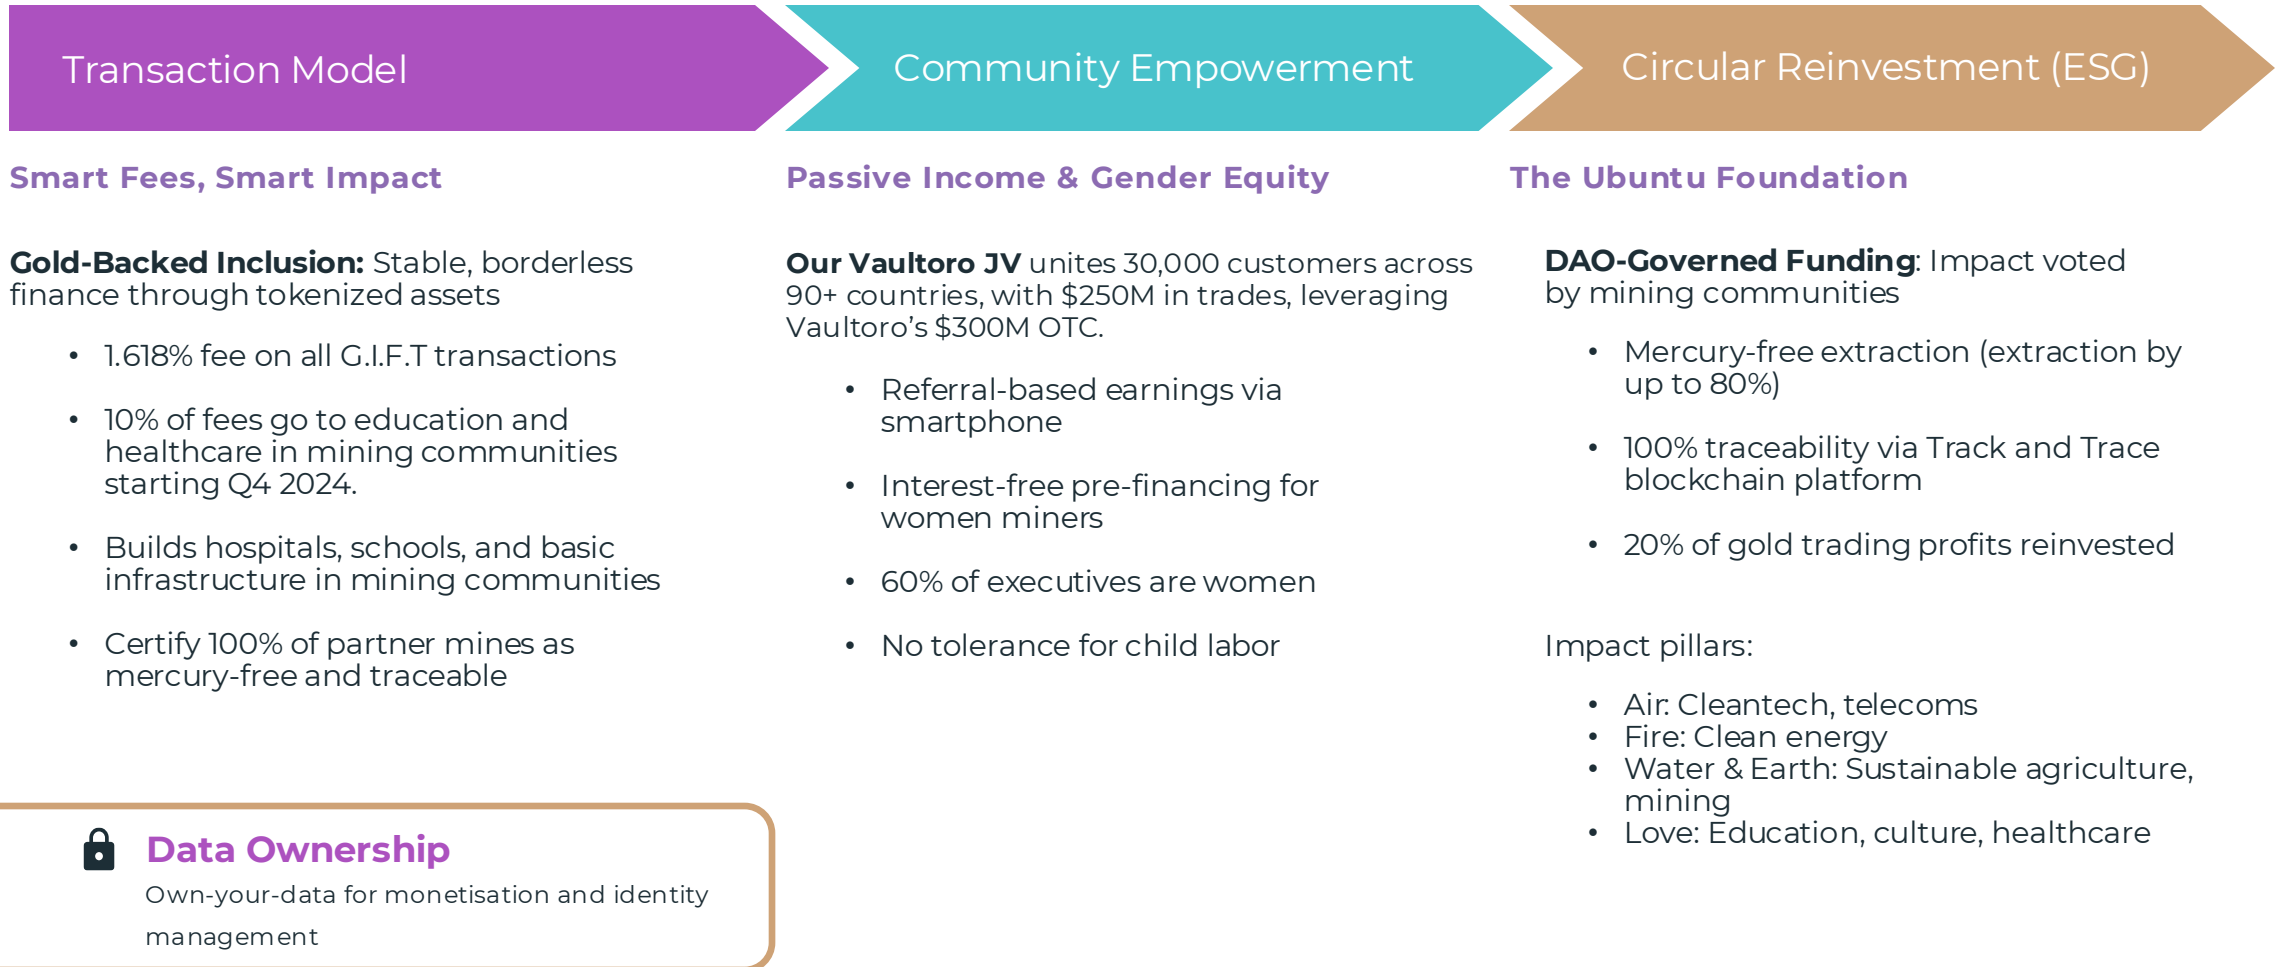 Transaction Model
Community Empowerment
Circular Reinvestment (ESG)
Smart Fees, Smart Impact
Gold-Backed Inclusion: Stable, borderless
finance through tokenized assets
• 1.618% fee on all G.I.F.T transactions
• 10% of fees go to education and
healthcare in mining communities
starting Q4 2024.
• Builds hospitals, schools, and basic
infrastructure in mining communities
• Certify 100% of partner mines as
mercury-free and traceable
Data Ownership
Own-your-data for monetisation and identity
management
Passive Income & Gender Equity
Our Vaultoro JV unites 30,000 customers across
90+ countries, with $250M in trades, leveraging
Vaultoro’s $300M OTC.
• Referral-based earnings via
smartphone
• Interest-free pre-financing for
women miners
• 60% of executives are women
• No tolerance for child labor
The Ubuntu Foundation
DAO-Governed Funding: Impact voted
by mining communities
• Mercury-free extraction (extraction by
up to 80%)
• 100% traceability via Track and Trace
blockchain platform
• 20% of gold trading profits reinvested
Impact pillars:
• Air: Cleantech, telecoms
• Fire: Clean energy
• Water & Earth: Sustainable agriculture,
mining
• Love: Education, culture, healthcare